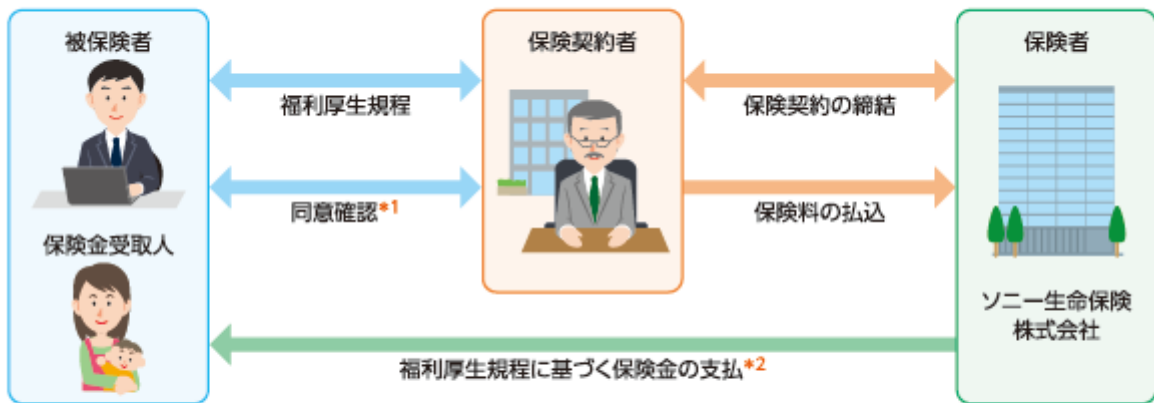 被保険者
保険契約者
保険者
福利厚生規程
保険契約の締結
同意確認*1
保険料の払込
保険金受取人
ソニー生命保険
株式会社
福利厚生規程に基づく保険金の支払*2